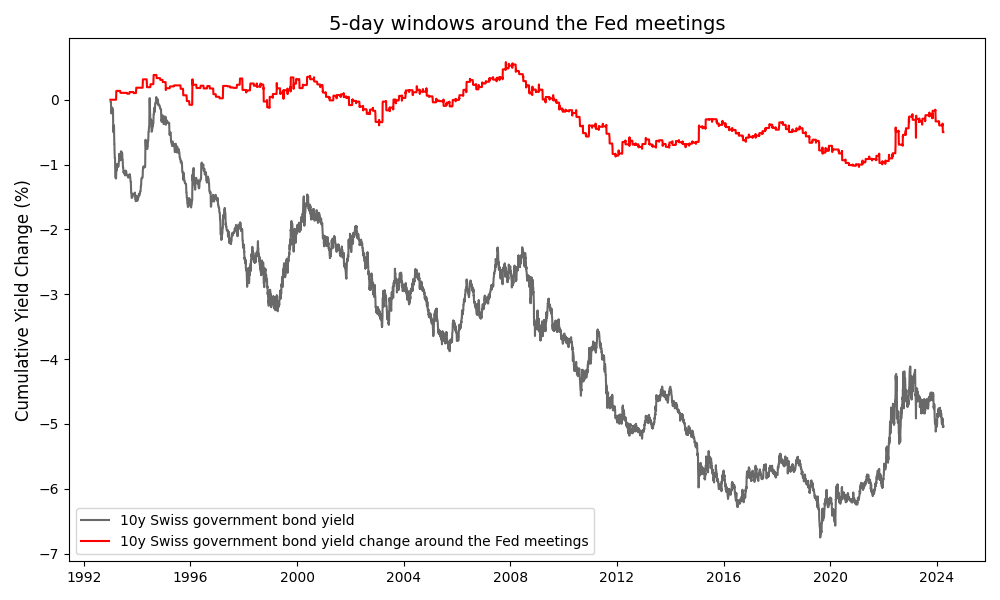 5-day windows around the Fed meetings
Cumulative Yield Change (%)
0
−1
−2
−3
−4
−5
−6
−7
1992 1996 2000 2004 2008 2012 2016 2020 2024
10y Swiss government bond yield
10y Swiss government bond yield change around the Fed meetings